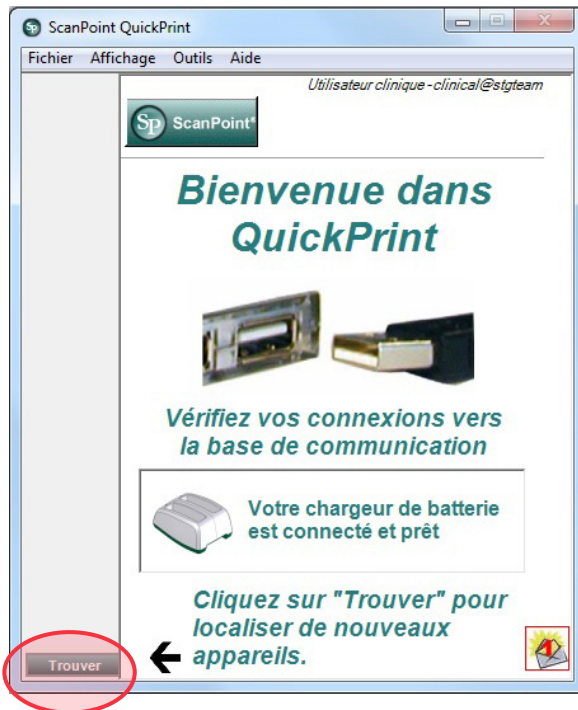 ScanPoint QuickPrint
Fichier Affichage Outils Aide
Utilisateur clinique - clinical@stgteam
Sp ScanPoint®
Bienvenue dans
QuickPrint
Vérifiez vos connexions vers
la base de communication
Votre chargeur de batterie
est connecté et prêt
Cliquez sur "Trouver" pour
localiser de nouveaux
appareils.
Trouver